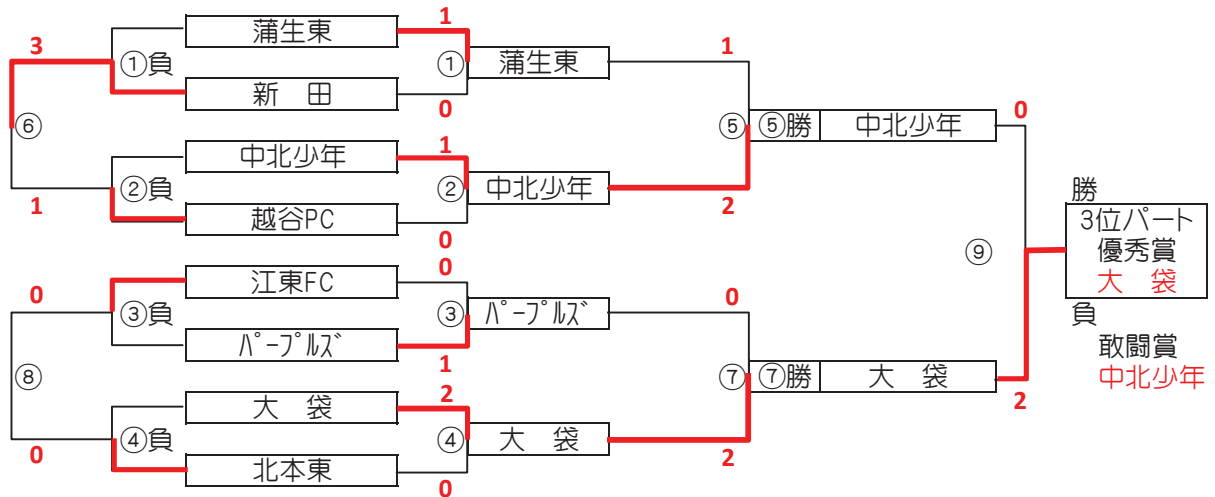 蒲生東
1
3
①負
①
蒲生東
1
新　田
0
⑥
⑤
⑤勝
中北少年
0
中北少年
1
②負
②
中北少年
1
越谷PC
2
0
勝
3位パート
優秀賞
大　袋
⑨
江東FC
0
0
③負
③
ﾊﾟｰﾌﾟﾙｽﾞ
0
負
ﾊﾟｰﾌﾟﾙｽﾞ
1
敢闘賞
中北少年
⑧
⑦
⑦勝
大　袋
2
大　袋
2
④負
④
大　袋
0
2
北本東
0